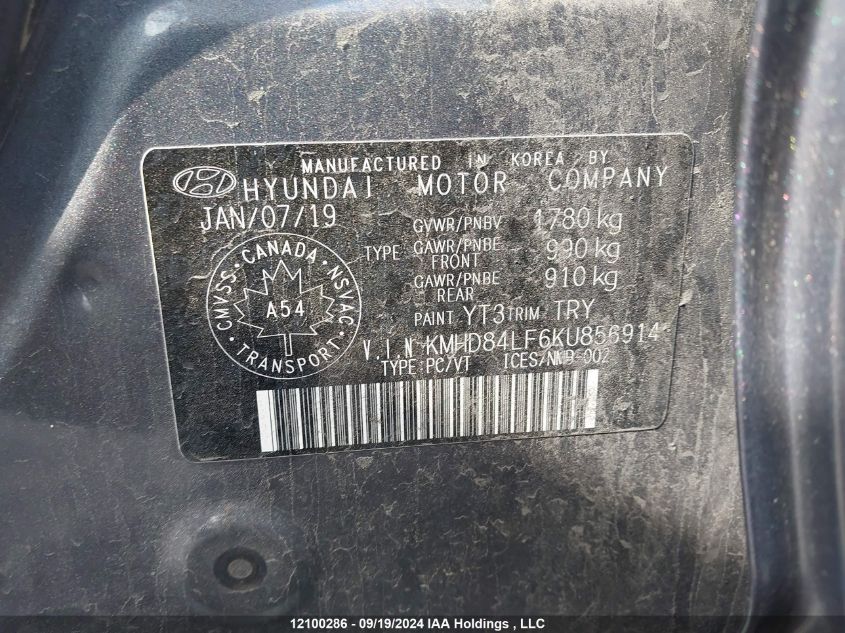 MANUFACTURED IN KOREA BY
HYUNDAI MOTOR COMPANY
JAN/07/19
GVWR/PNBV 1780 kg
TYPE GAWR/PNBE FRONT 990 kg
GAWR/PNBE REAR 910 kg
PAINT YT3 TRIM TRY
V.I.N KMHD84LF6KU856914
TYPE:PC/VT ICES/NMB-002
CMVSS • CANADA • NSVAC • TRANSPORT •
A54
12100286 - 09/19/2024 IAA Holdings , LLC